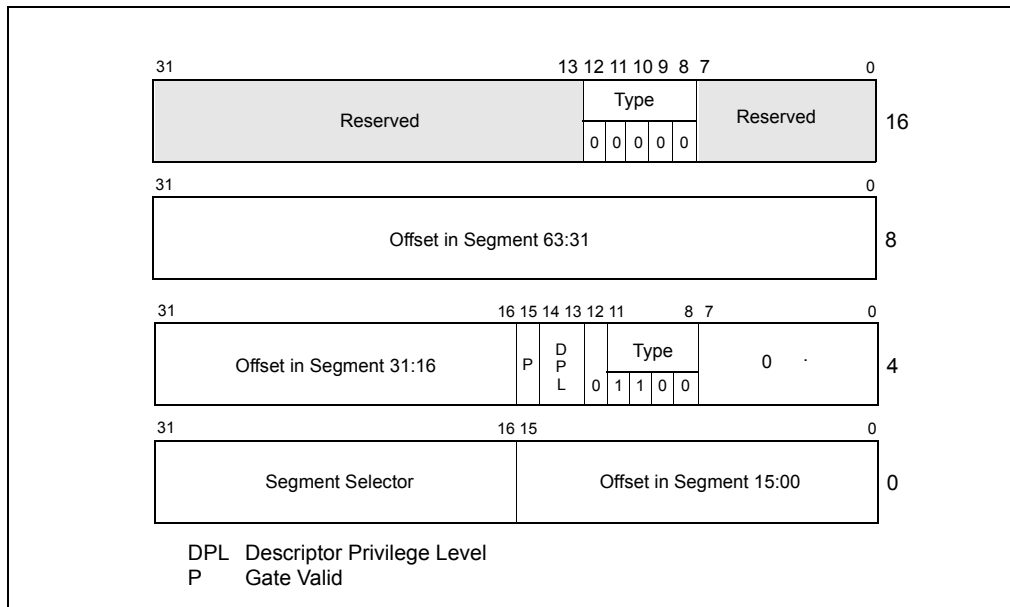 31 13 12 11 10 9 8 7 0
Type
Reserved Reserved 16
0 0 0 0 0
31 0
Offset in Segment 63:31 8
31 16 15 14 13 12 11 8 7 0
Offset in Segment 31:16 P DPL Type 0 . 4
0 1 1 0 0
31 16 15 0
Segment Selector Offset in Segment 15:00 0
DPL Descriptor Privilege Level
P Gate Valid